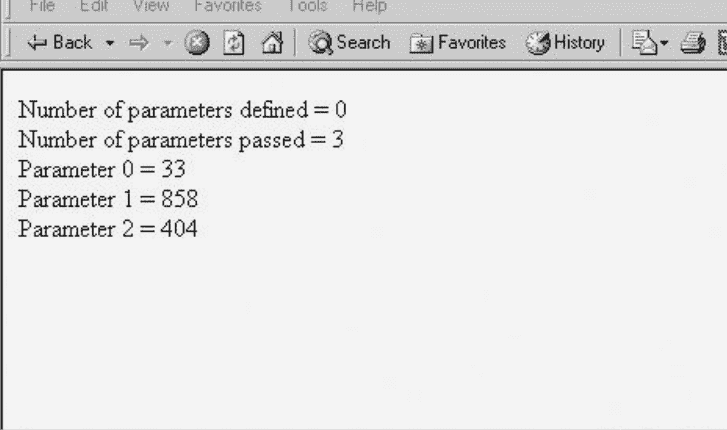 File Edit View Favorites Tools Help
Back Search Favorites History
Number of parameters defined = 0
Number of parameters passed = 3
Parameter 0 = 33
Parameter 1 = 858
Parameter 2 = 404